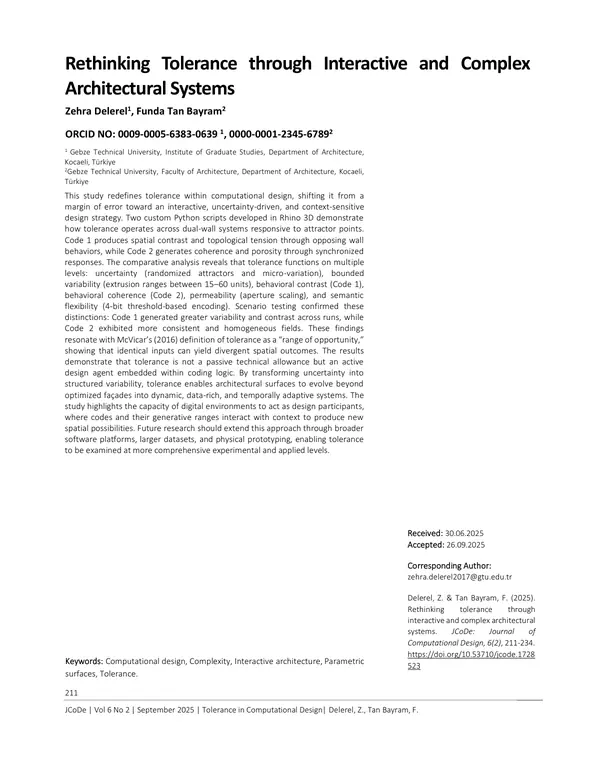 Rethinking Tolerance through Interactive and Complex
Architectural Systems
Zehra Delerel¹, Funda Tan Bayram²
ORCID NO: 0009-0005-6383-0639 ¹, 0000-0001-2345-6789²
¹ Gebze Technical University, Institute of Graduate Studies, Department of Architecture,
Kocaeli, Türkiye
²Gebze Technical University, Faculty of Architecture, Department of Architecture, Kocaeli,
Türkiye
This study redefines tolerance within computational design, shifting it from a
margin of error toward an interactive, uncertainty-driven, and context-sensitive
design strategy. Two custom Python scripts developed in Rhino 3D demonstrate
how tolerance operates across dual-wall systems responsive to attractor points.
Code 1 produces spatial contrast and topological tension through opposing wall
behaviors, while Code 2 generates coherence and porosity through synchronized
responses. The comparative analysis reveals that tolerance functions on multiple
levels: uncertainty (randomized attractors and micro-variation), bounded
variability (extrusion ranges between 15–60 units), behavioral contrast (Code 1),
behavioral coherence (Code 2), permeability (aperture scaling), and semantic
flexibility (4-bit threshold-based encoding). Scenario testing confirmed these
distinctions: Code 1 generated greater variability and contrast across runs, while
Code 2 exhibited more consistent and homogeneous fields. These findings
resonate with McVicar's (2016) definition of tolerance as a "range of opportunity,"
showing that identical inputs can yield divergent spatial outcomes. The results
demonstrate that tolerance is not a passive technical allowance but an active
design agent embedded within coding logic. By transforming uncertainty into
structured variability, tolerance enables architectural surfaces to evolve beyond
optimized façades into dynamic, data-rich, and temporally adaptive systems. The
study highlights the capacity of digital environments to act as design participants,
where codes and their generative ranges interact with context to produce new
spatial possibilities. Future research should extend this approach through broader
software platforms, larger datasets, and physical prototyping, enabling tolerance
to be examined at more comprehensive experimental and applied levels.
Received: 30.06.2025
Accepted: 26.09.2025
Corresponding Author:
zehra.delerel2017@gtu.edu.tr
Delerel, Z. & Tan Bayram, F. (2025).
Rethinking tolerance through
interactive and complex architectural
systems. JCoDe: Journal of
Computational Design, 6(2), 211-234.
https://doi.org/10.53710/jcode.1728
523
Keywords: Computational design, Complexity, Interactive architecture, Parametric
surfaces, Tolerance.
211
JCoDe | Vol 6 No 2 | September 2025 | Tolerance in Computational Design| Delerel, Z., Tan Bayram, F.